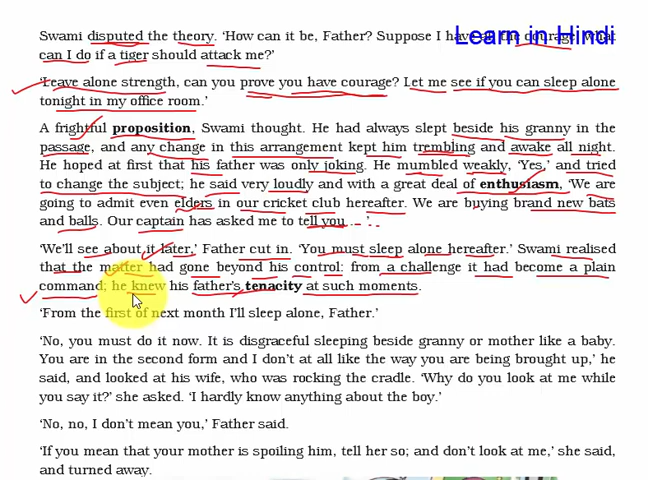 Swami disputed the theory. ‘How can it be, Father? Suppose I have all the courage, what
Learn in Hindi
can I do if a tiger should attack me?’
‘Leave alone strength, can you prove you have courage? Let me see if you can sleep alone
tonight in my office room.’
A frightful proposition, Swami thought. He had always slept beside his granny in the
passage, and any change in this arrangement kept him trembling and awake all night.
He hoped at first that his father was only joking. He mumbled weakly, ‘Yes,’ and tried
to change the subject; he said very loudly and with a great deal of enthusiasm, ‘We are
going to admit even elders in our cricket club hereafter. We are buying brand new bats
and balls. Our captain has asked me to tell you...’
‘We’ll see about it later,’ Father cut in. ‘You must sleep alone hereafter.’ Swami realised
that the matter had gone beyond his control: from a challenge it had become a plain
command; he knew his father’s tenacity at such moments.
‘From the first of next month I’ll sleep alone, Father.’
‘No, you must do it now. It is disgraceful sleeping beside granny or mother like a baby.
You are in the second form and I don’t at all like the way you are being brought up,’ he
said, and looked at his wife, who was rocking the cradle. ‘Why do you look at me while
you say it?’ she asked. ‘I hardly know anything about the boy.’
‘No, no, I don’t mean you,’ Father said.
‘If you mean that your mother is spoiling him, tell her so; and don’t look at me,’ she said,
and turned away.